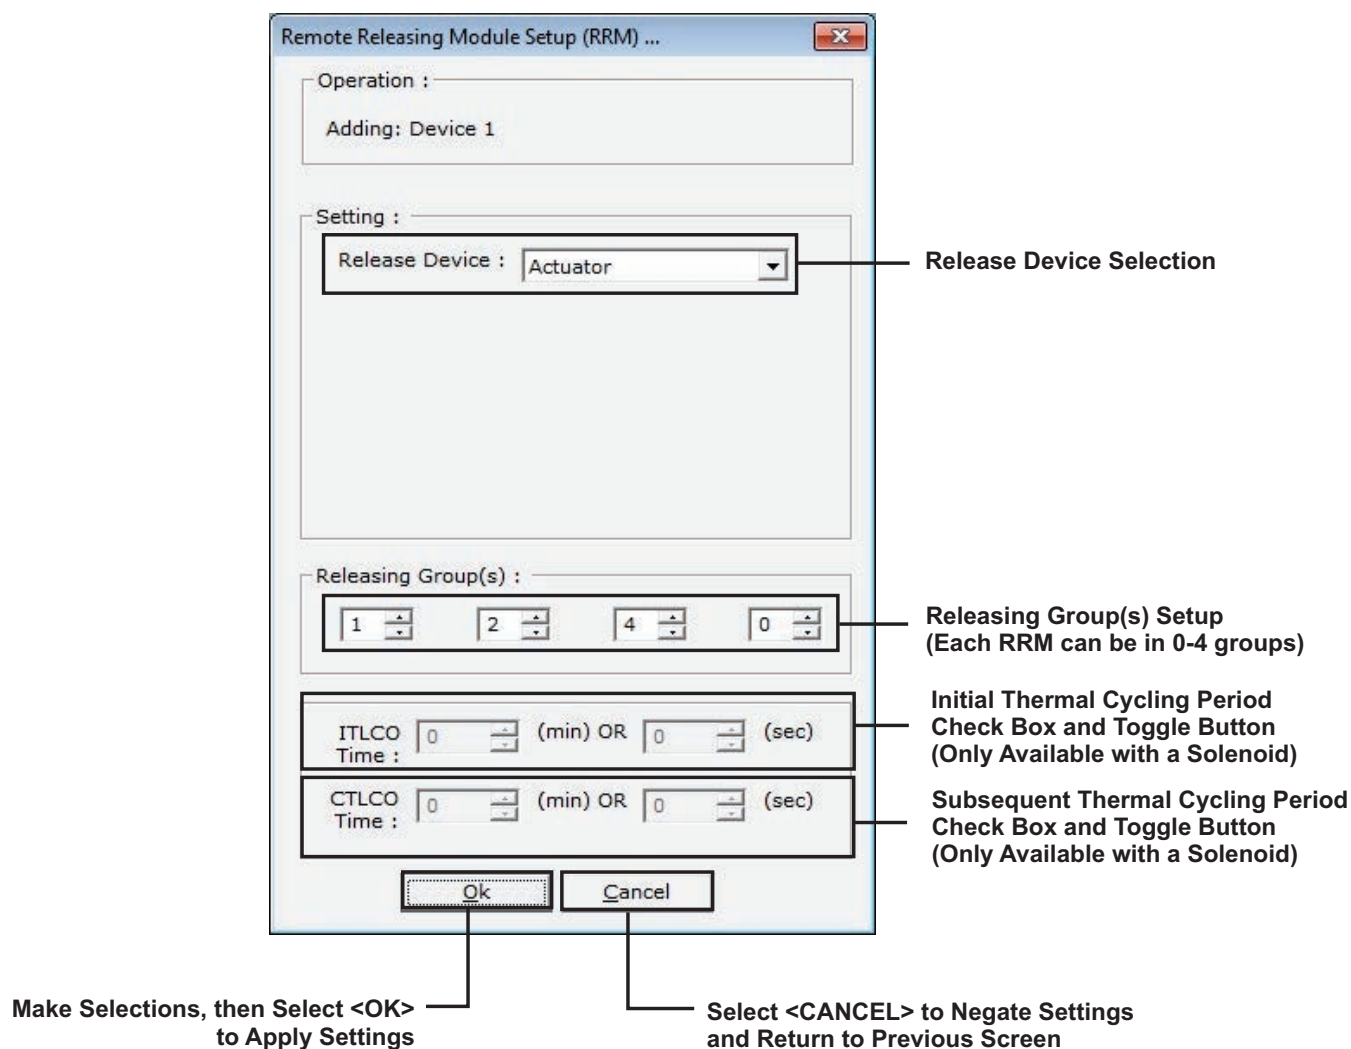 Remote Releasing Module Setup (RRM) ...
Operation :
Adding: Device 1
Setting :
Release Device :
Actuator
Release Device Selection
Releasing Group(s) :
1 2 4 0
Releasing Group(s) Setup
(Each RRM can be in 0-4 groups)
ITLCO
Time :
0 (min) OR 0 (sec)
Initial Thermal Cycling Period
Check Box and Toggle Button
(Only Available with a Solenoid)
CTLCO
Time :
0 (min) OR 0 (sec)
Subsequent Thermal Cycling Period
Check Box and Toggle Button
(Only Available with a Solenoid)
Ok
Cancel
Make Selections, then Select <OK>
to Apply Settings
Select <CANCEL> to Negate Settings
and Return to Previous Screen